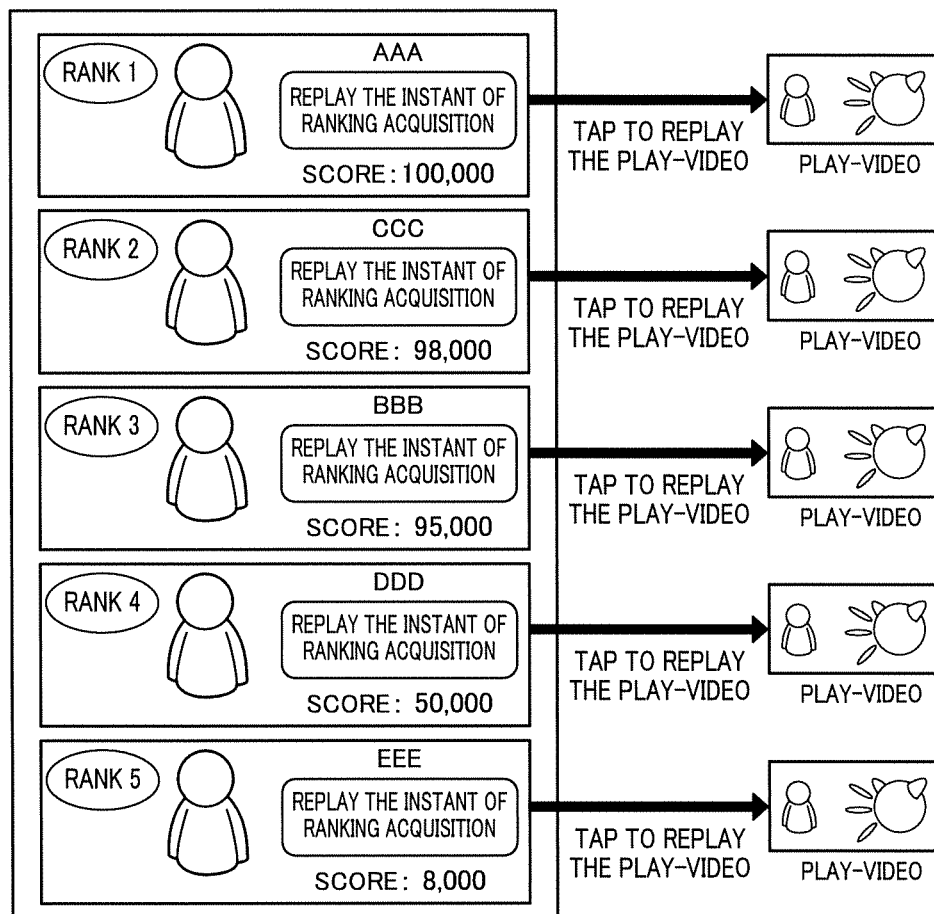 RANK 1
AAA
REPLAY THE INSTANT OF
RANKING ACQUISITION
SCORE: 100,000
TAP TO REPLAY
THE PLAY-VIDEO
PLAY-VIDEO
RANK 2
CCC
REPLAY THE INSTANT OF
RANKING ACQUISITION
SCORE: 98,000
TAP TO REPLAY
THE PLAY-VIDEO
PLAY-VIDEO
RANK 3
BBB
REPLAY THE INSTANT OF
RANKING ACQUISITION
SCORE: 95,000
TAP TO REPLAY
THE PLAY-VIDEO
PLAY-VIDEO
RANK 4
DDD
REPLAY THE INSTANT OF
RANKING ACQUISITION
SCORE: 50,000
TAP TO REPLAY
THE PLAY-VIDEO
PLAY-VIDEO
RANK 5
EEE
REPLAY THE INSTANT OF
RANKING ACQUISITION
SCORE: 8,000
TAP TO REPLAY
THE PLAY-VIDEO
PLAY-VIDEO